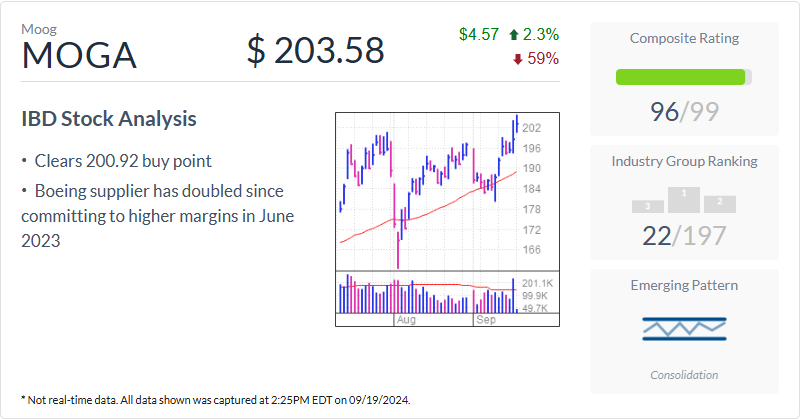 Moog
MOGA
$ 203.58
$4.57 2.3%
59%
IBD Stock Analysis
• Clears 200.92 buy point
• Boeing supplier has doubled since
committing to higher margins in June
2023
202
196
190
184
178
172
166
201.1K
99.9K
49.7K
Aug
Sep
Composite Rating
96/99
Industry Group Ranking
3
1
2
22/197
Emerging Pattern
Consolidation
* Not real-time data. All data shown was captured at 2:25PM EDT on 09/19/2024.